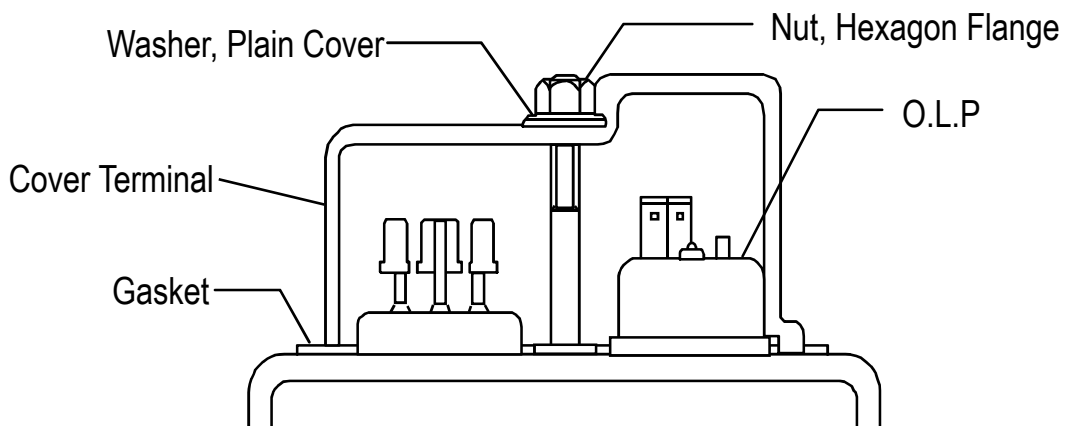 Washer, Plain Cover
Nut, Hexagon Flange
O.L.P
Cover Terminal
Gasket